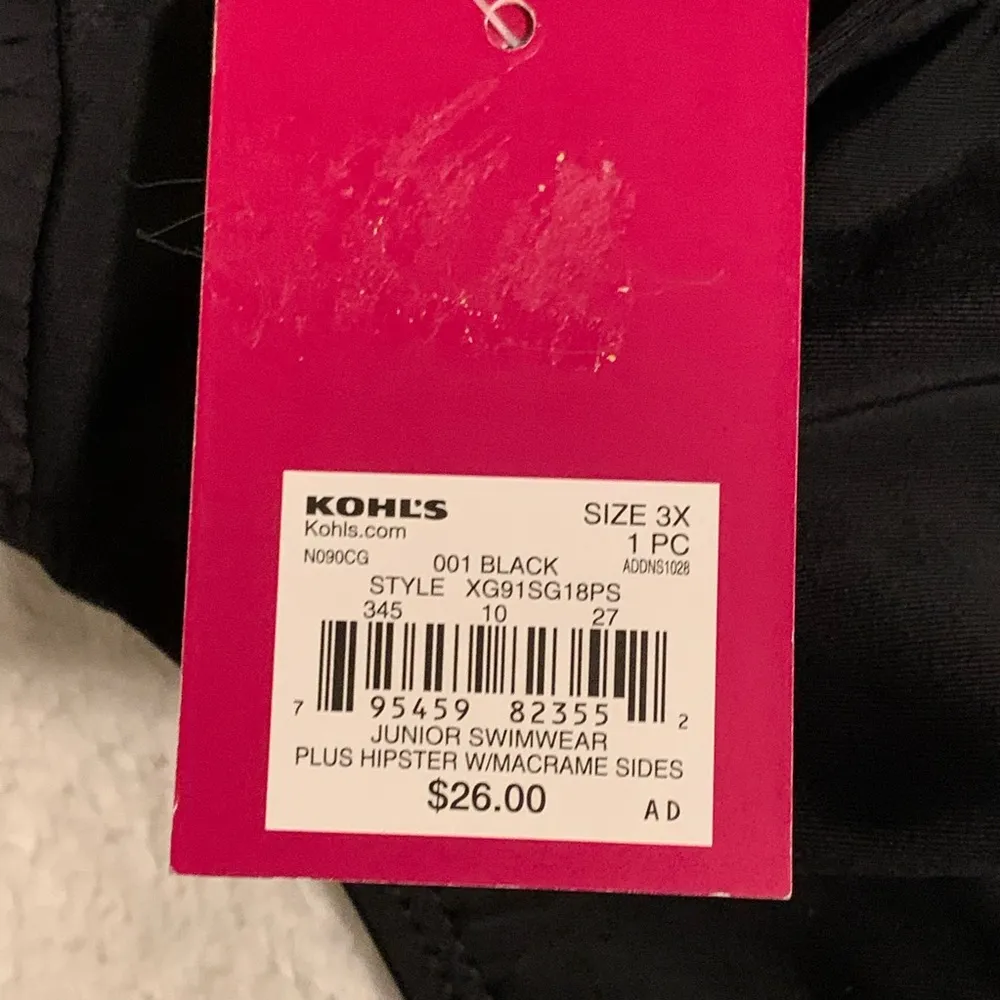 KOHL'S SIZE 3X
Kohls.com 1 PC
N090CG 001 BLACK ADDNS1028
STYLE XG91SG18PS
345 10 27
7 95459 82355 2
JUNIOR SWIMWEAR
PLUS HIPSTER W/MACRAME SIDES
$26.00 A D